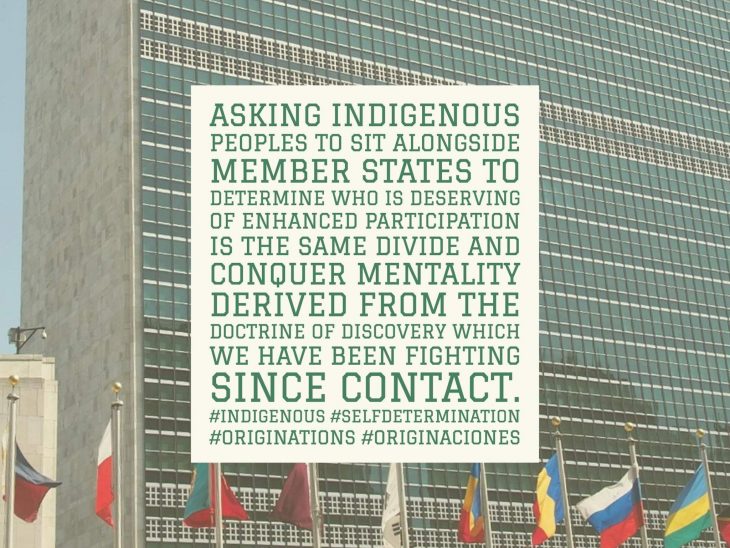 ASKING INDIGENOUS
PEOPLES TO SIT ALONGSIDE
MEMBER STATES TO
DETERMINE WHO IS DESERVING
OF ENHANCED PARTICIPATION
IS THE SAME DIVIDE AND
CONQUER MENTALITY
DERIVED FROM THE
DOCTRINE OF DISCOVERY WHICH
WE HAVE BEEN FIGHTING
SINCE CONTACT.
#INDIGENOUS #SELFDETERMINATION
#ORIGINATIONS #ORIGINACIONES